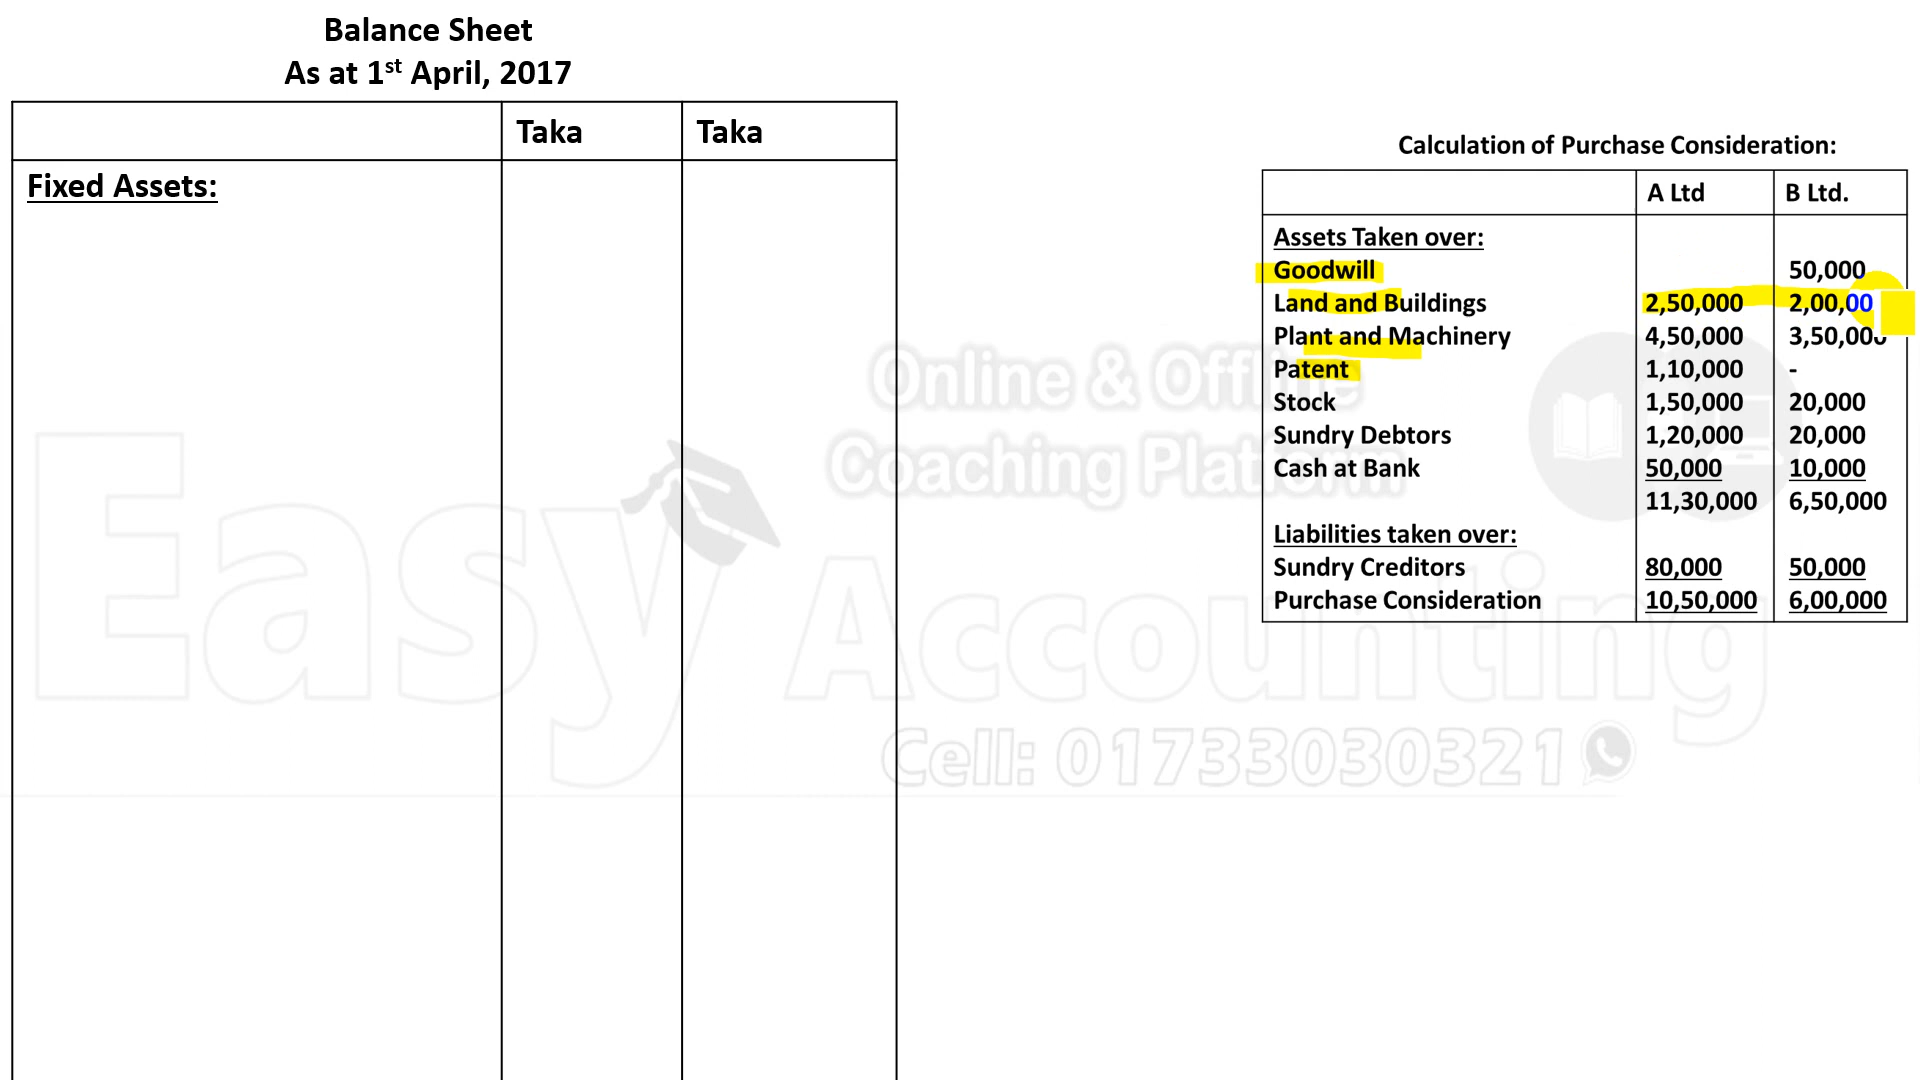 Balance Sheet
As at 1st April, 2017
Taka Taka
Fixed Assets:
Calculation of Purchase Consideration:
A Ltd B Ltd.
Assets Taken over:
Goodwill 50,000
Land and Buildings 2,50,000 2,00,00
Plant and Machinery 4,50,000 3,50,000
Patent 1,10,000 -
Stock 1,50,000 20,000
Sundry Debtors 1,20,000 20,000
Cash at Bank 50,000 10,000
11,30,000 6,50,000
Liabilities taken over:
Sundry Creditors 80,000 50,000
Purchase Consideration 10,50,000 6,00,000
Online & Offline
Coaching Platform
Easy Accounting
Cell: 01733030321